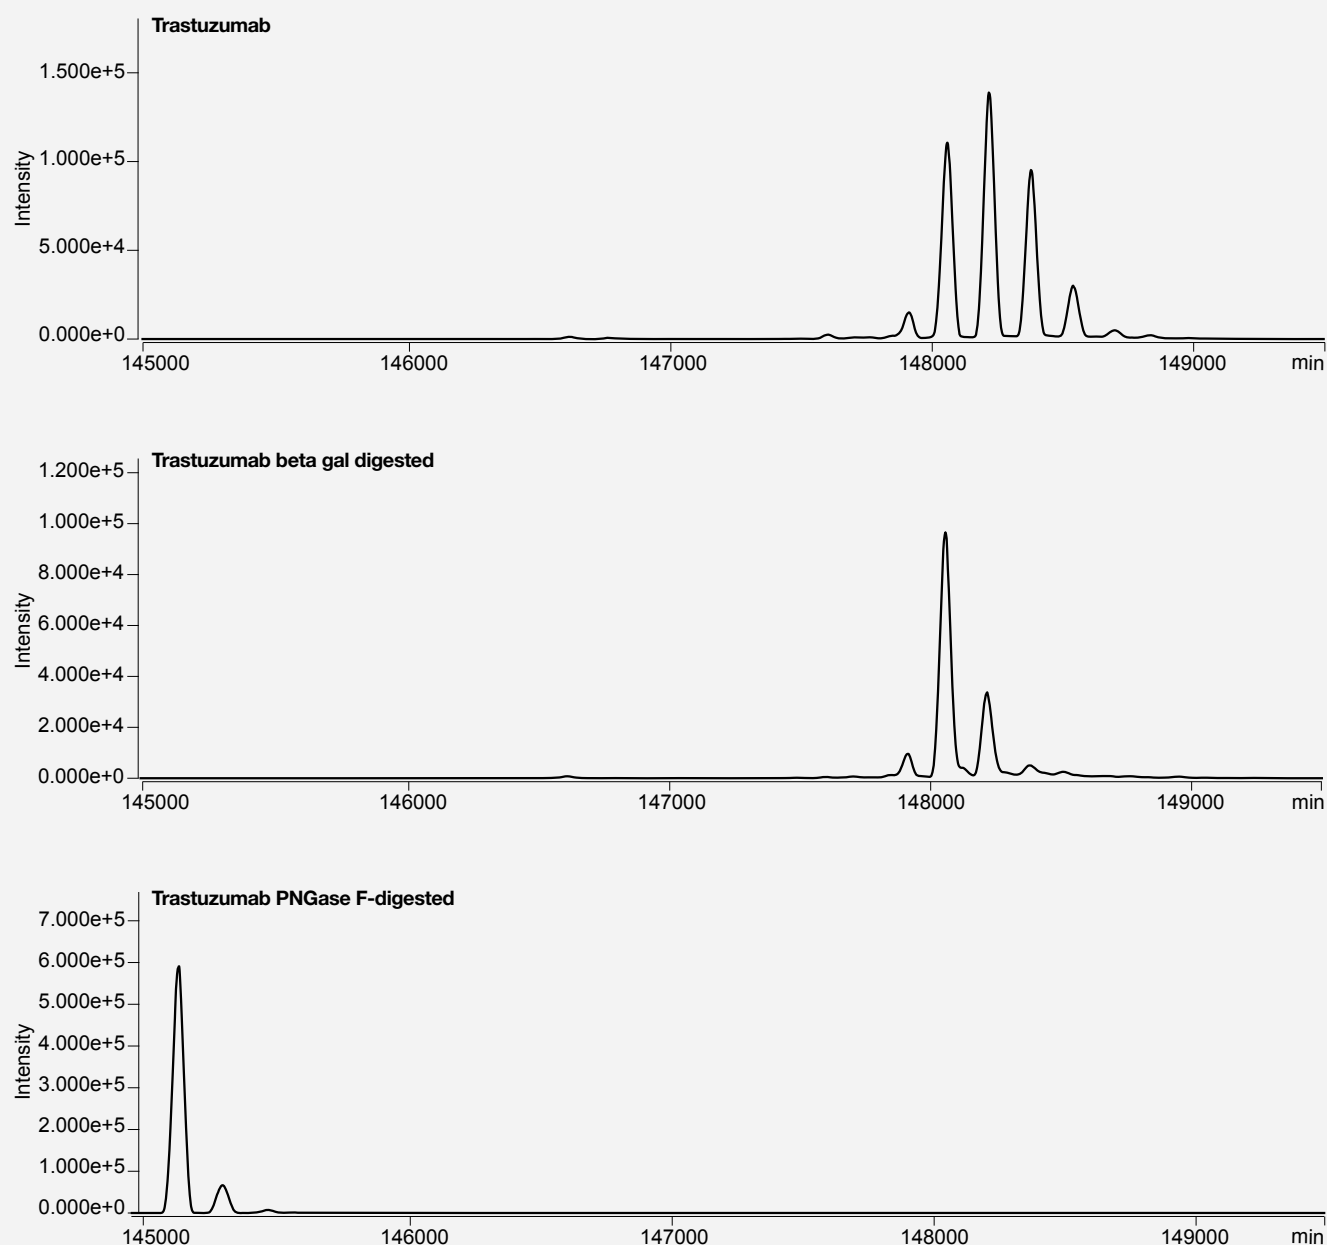 Trastuzumab
Intensity
1.500e+5
1.000e+5
5.000e+4
0.000e+0
145000 146000 147000 148000 149000 min
Trastuzumab beta gal digested
Intensity
1.200e+5
1.000e+5
8.000e+4
6.000e+4
4.000e+4
2.000e+4
0.000e+0
145000 146000 147000 148000 149000 min
Trastuzumab PNGase F-digested
Intensity
7.000e+5
6.000e+5
5.000e+5
4.000e+5
3.000e+5
2.000e+5
1.000e+5
0.000e+0
145000 146000 147000 148000 149000 min